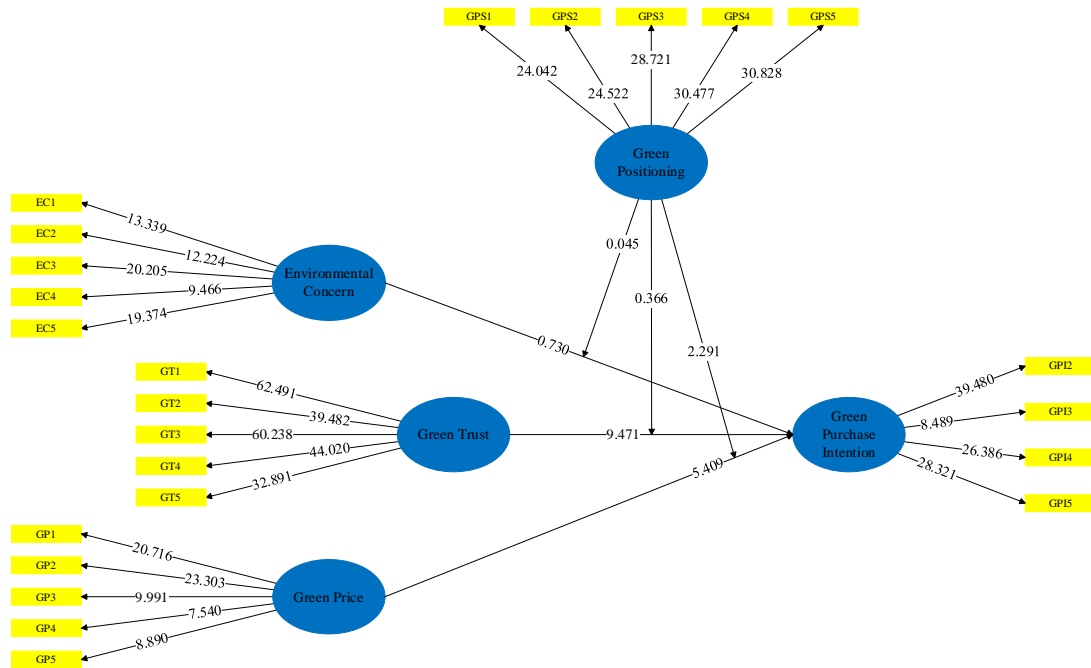 GPS1 GPS2 GPS3 GPS4 GPS5
24.042 24.522 28.721 30.477 30.828
Green
Positioning
EC1
EC2
EC3
EC4
EC5
13.339
12.224
20.205
9.466
19.374
Environmental
Concern
0.045
0.366
2.291
0.730
GT1
GT2
GT3
GT4
GT5
62.491
39.482
60.238
44.020
32.891
Green Trust
9.471
5.409
Green
Purchase
Intention
39.480
8.489
26.386
28.321
GPI2
GPI3
GPI4
GPI5
GP1
GP2
GP3
GP4
GP5
20.716
23.303
9.991
7.540
8.890
Green Price